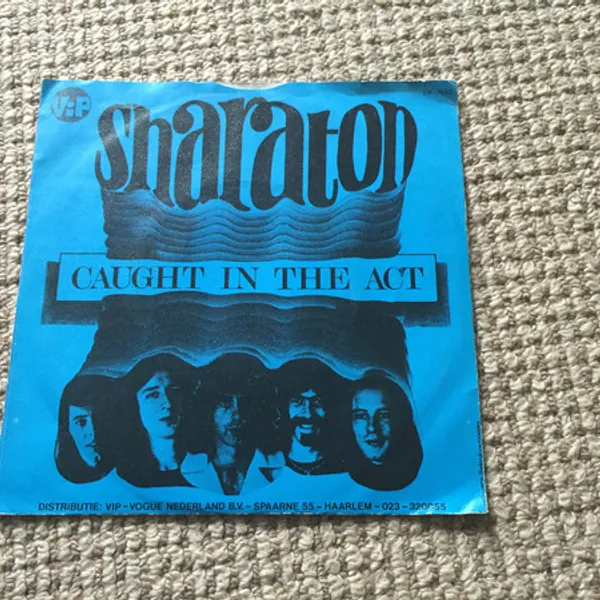 ViP
sharaton
CAUGHT IN THE ACT
DISTRIBUTIE: VIP – VOGUE NEDERLAND B.V. – SPAARNE 55 – HAARLEM – 023 – 320055